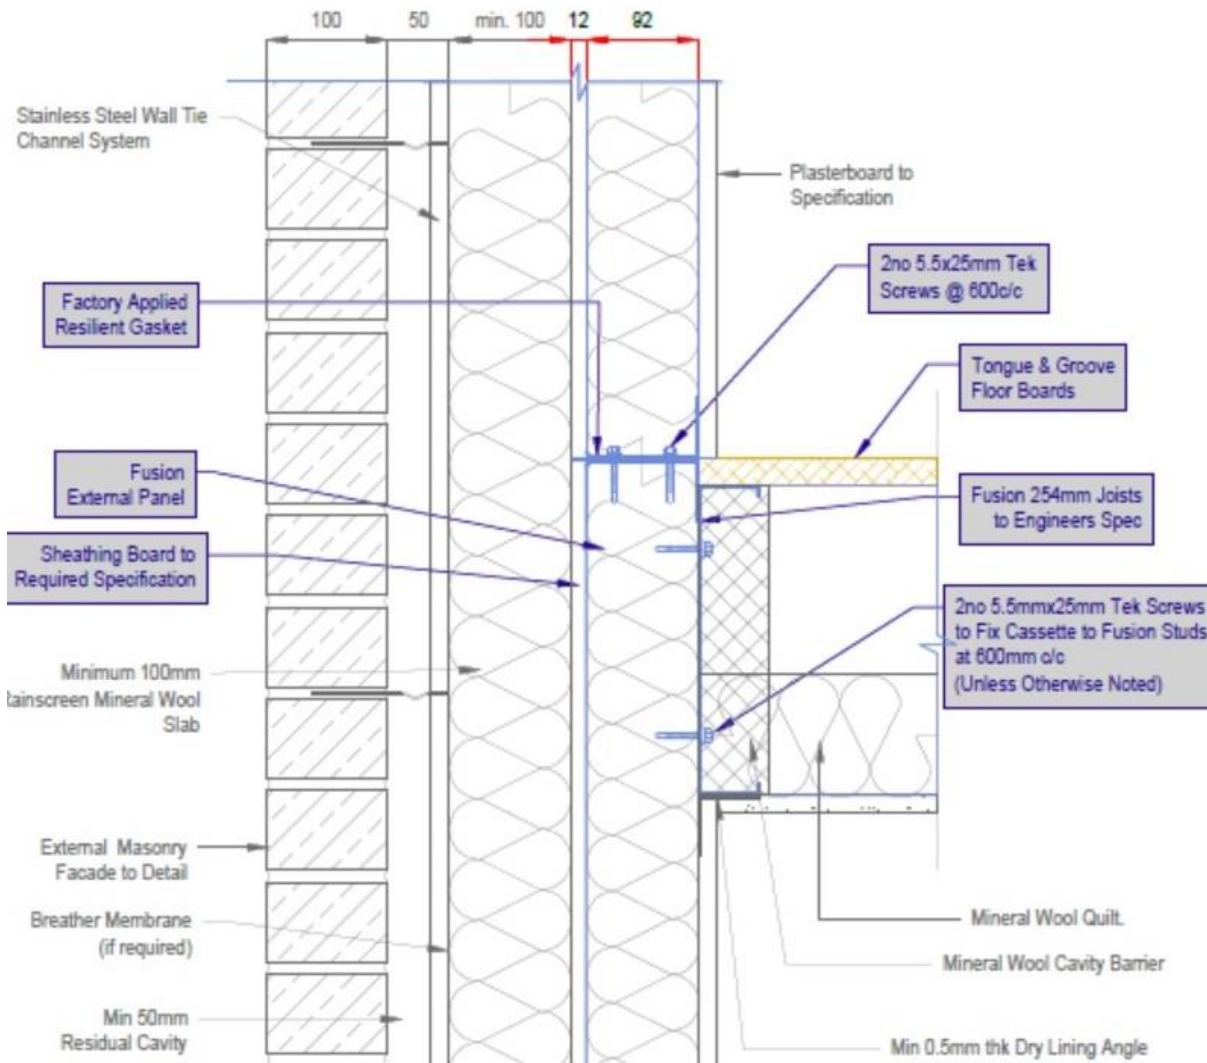 100 50 min. 100 12 92
Stainless Steel Wall Tie
Channel System
Plasterboard to
Specification
2no 5.5x25mm Tek
Screws @ 600c/c
Factory Applied
Resilient Gasket
Tongue & Groove
Floor Boards
Fusion
External Panel
Fusion 254mm Joists
to Engineers Spec
Sheathing Board to
Required Specification
2no 5.5mmx25mm Tek Screws
to Fix Cassette to Fusion Studs
at 600mm c/c
(Unless Otherwise Noted)
Minimum 100mm
ainscreen Mineral Wool
Slab
External Masonry
Facade to Detail
Breather Membrane
(if required)
Mineral Wool Quilt.
Mineral Wool Cavity Barrier
Min 50mm
Residual Cavity
Min 0.5mm thk Dry Lining Angle